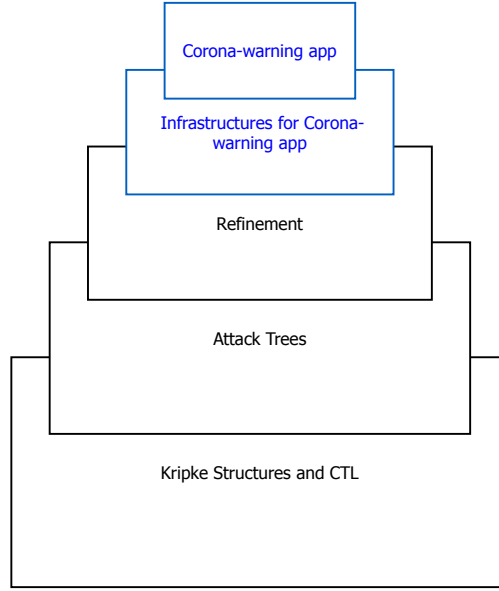 Corona-warning app
Infrastructures for Corona-
warning app
Refinement
Attack Trees
Kripke Structures and CTL